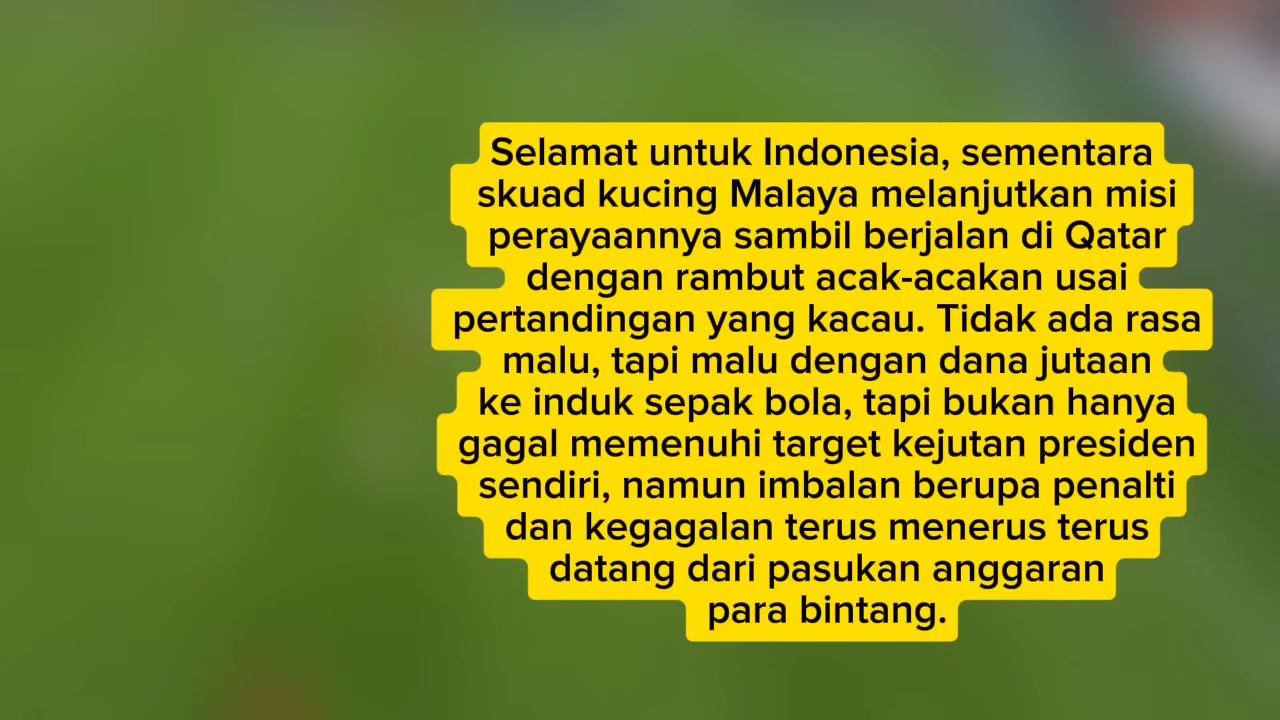 Selamat untuk Indonesia, sementara
skuad kucing Malaya melanjutkan misi
perayaannya sambil berjalan di Qatar
dengan rambut acak-acakan usai
pertandingan yang kacau. Tidak ada rasa
malu, tapi malu dengan dana jutaan
ke induk sepak bola, tapi bukan hanya
gagal memenuhi target kejutan presiden
sendiri, namun imbalan berupa penalti
dan kegagalan terus menerus terus
datang dari pasukan anggaran
para bintang.